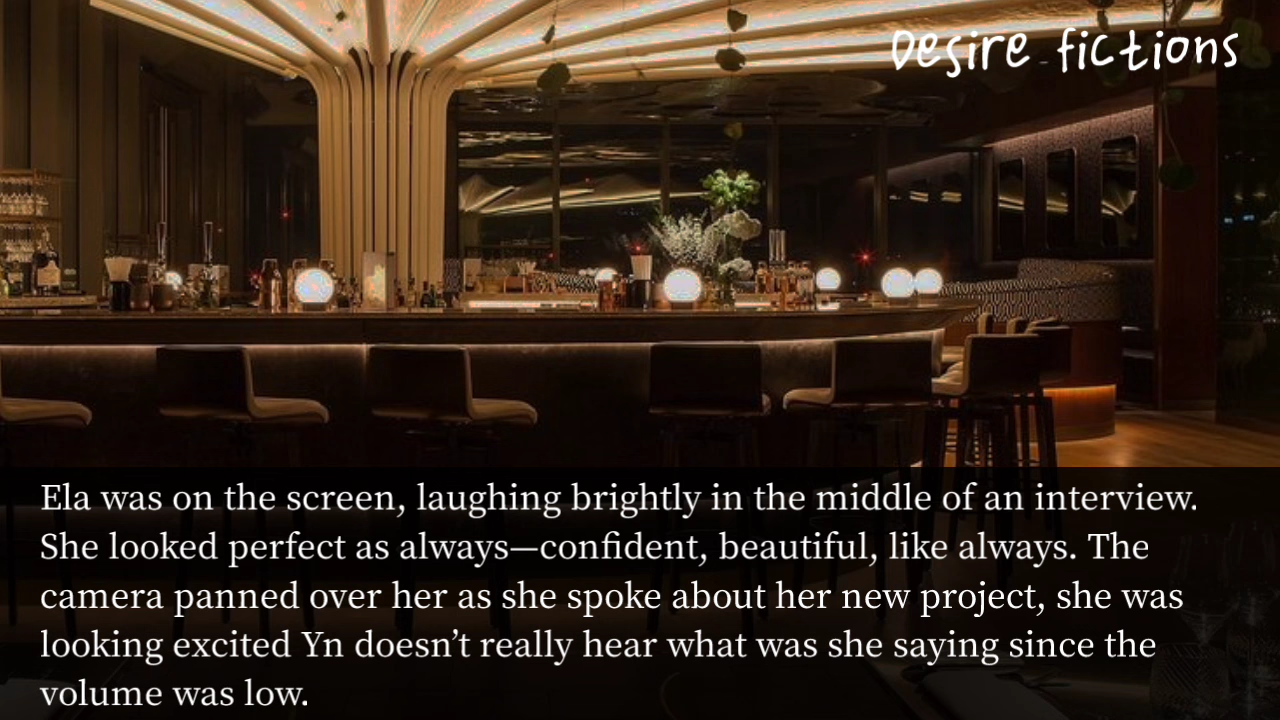 Desire fictions
Ela was on the screen, laughing brightly in the middle of an interview.
She looked perfect as always—confident, beautiful, like always. The
camera panned over her as she spoke about her new project, she was
looking excited Yn doesn’t really hear what was she saying since the
volume was low.